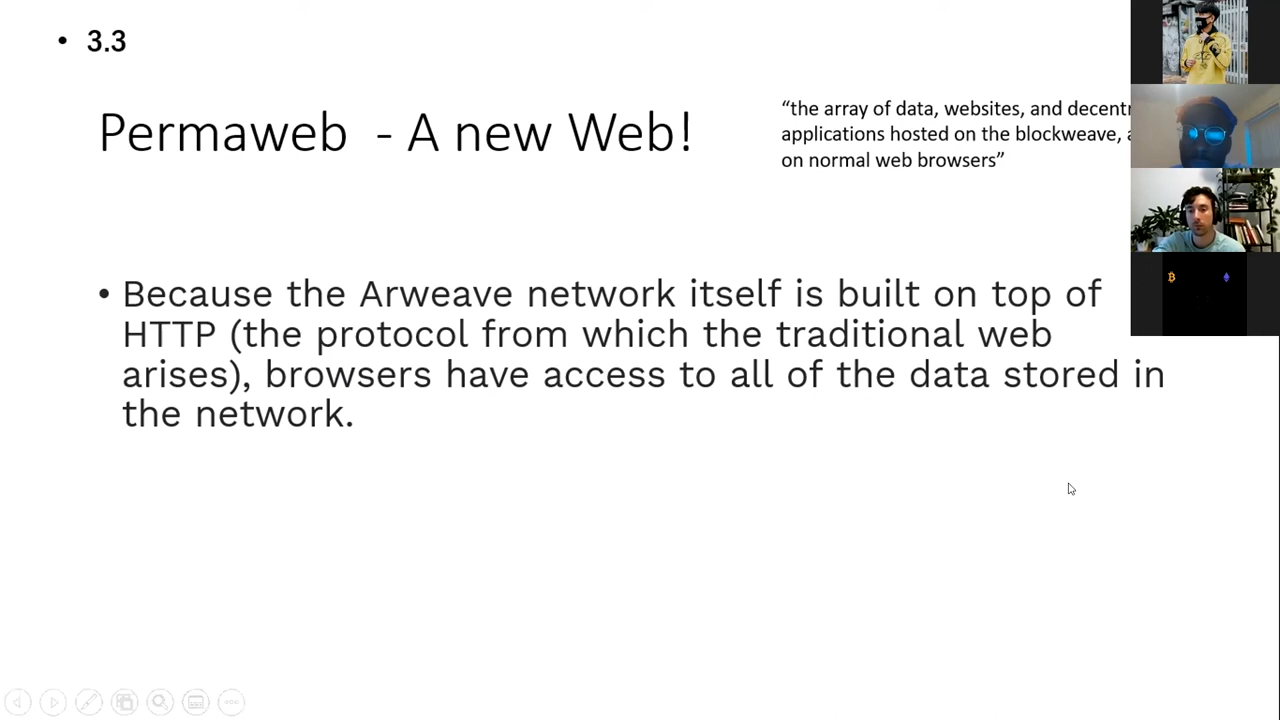 • 3.3
Permaweb - A new Web!
“the array of data, websites, and
applications hosted on the blockweave,
on normal web browsers”
• Because the Arweave network itself is built on top of
HTTP (the protocol from which the traditional web
arises), browsers have access to all of the data stored in
the network.